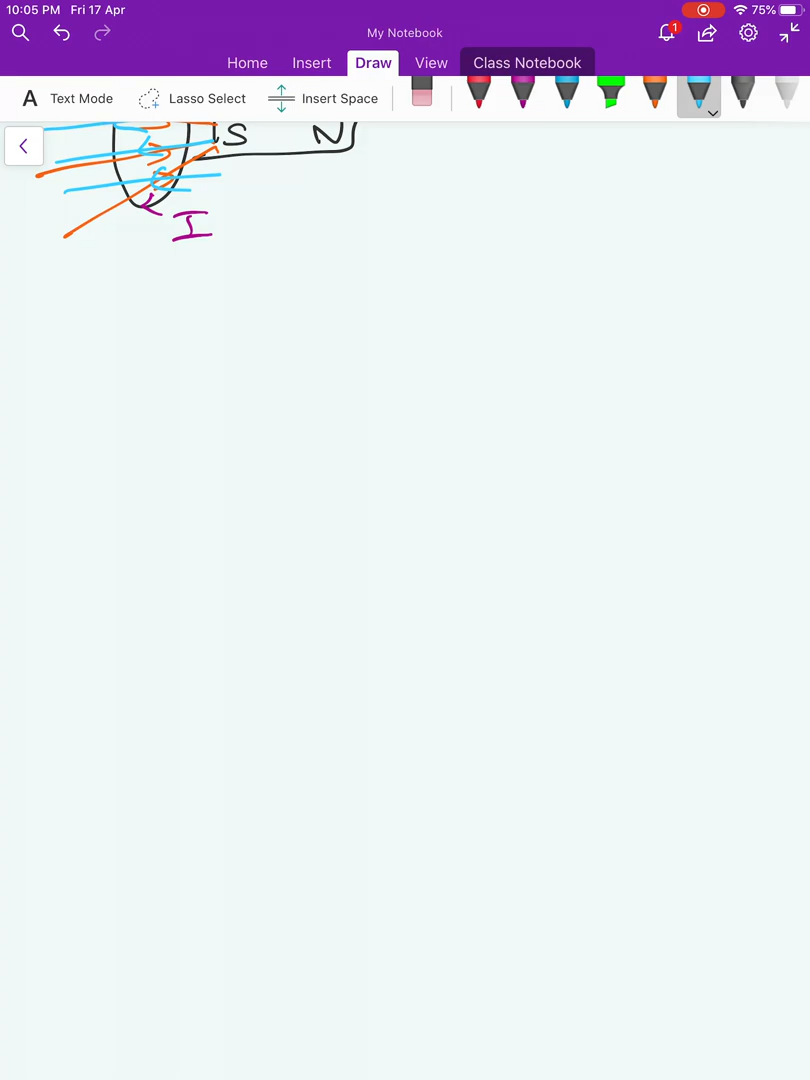 10:05 PM Fri 17 Apr
75%
My Notebook
1
Home Insert Draw View Class Notebook
A Text Mode Lasso Select Insert Space
S N
I